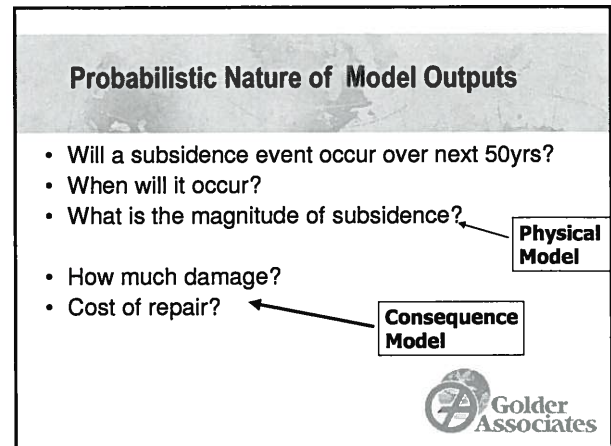 Probabilistic Nature of Model Outputs
• Will a subsidence event occur over next 50yrs?
• When will it occur?
• What is the magnitude of subsidence?
Physical
Model
• How much damage?
• Cost of repair?
Consequence
Model
Golder
Associates